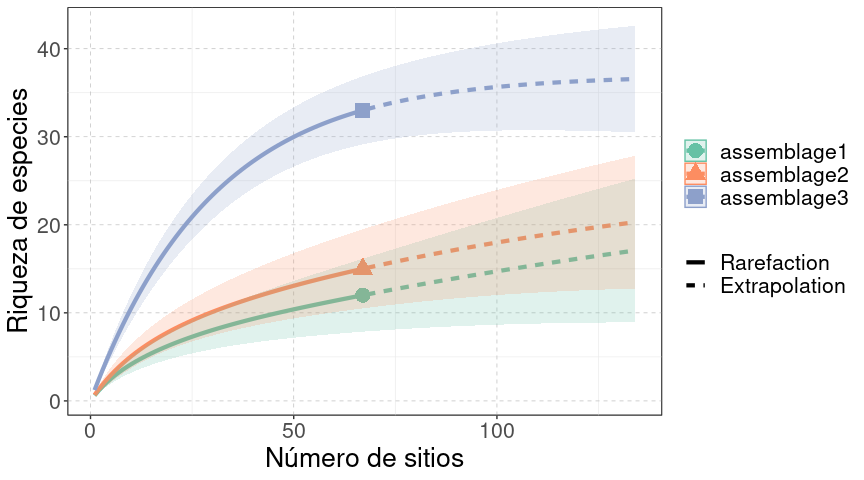 Riqueza de especies
40
30
20
10
0
0 50 100
Número de sitios
assemblage1
assemblage2
assemblage3
Rarefaction
Extrapolation